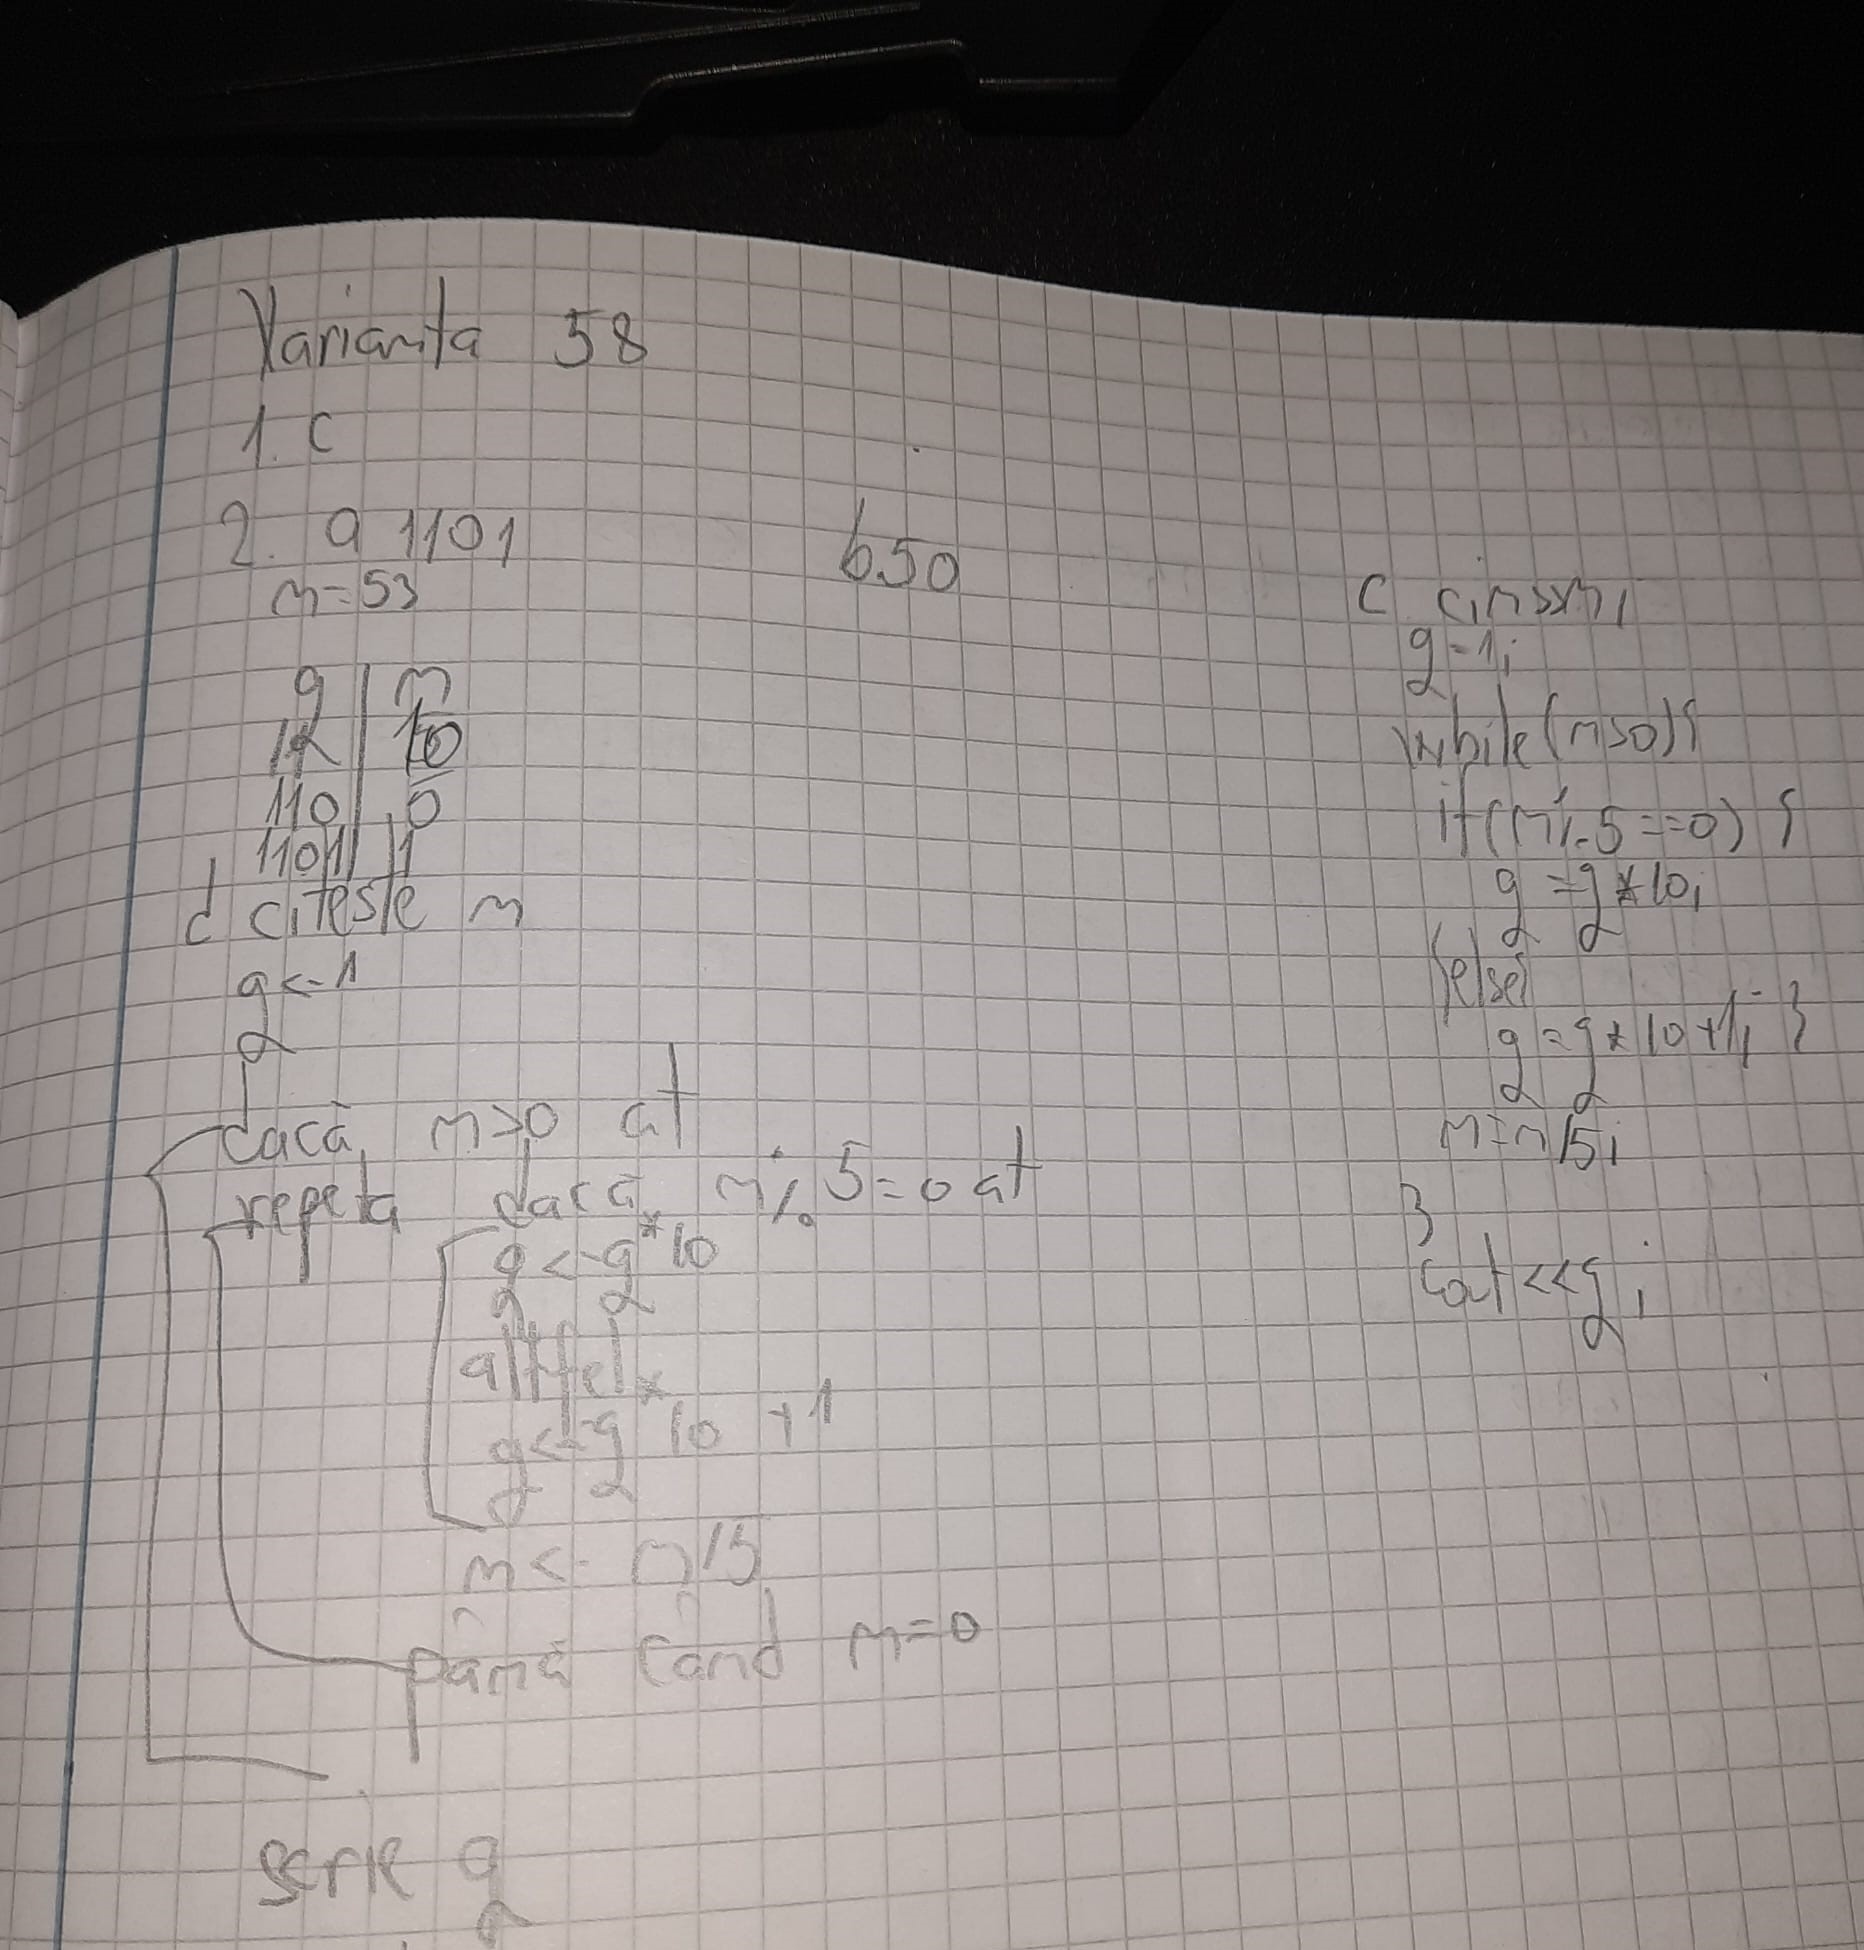 Varianta 58
1. c
2. a 1101
n=53
g | n
12 | 10
110 | 0
1101 | 1
b 50
c. cin>>n;
g=1;
while(n>0){
if(n%5==0){
g=g*10;
}else{
g=g*10+1;}
n=n/5;
}
cout<<g;
d citeste n
g<-1
dacă n>0 at
repeta dacă n%5=0 at
g<-g*10
altfel
g<-g*10+1
n<-n/5
până când n=0
scrie g